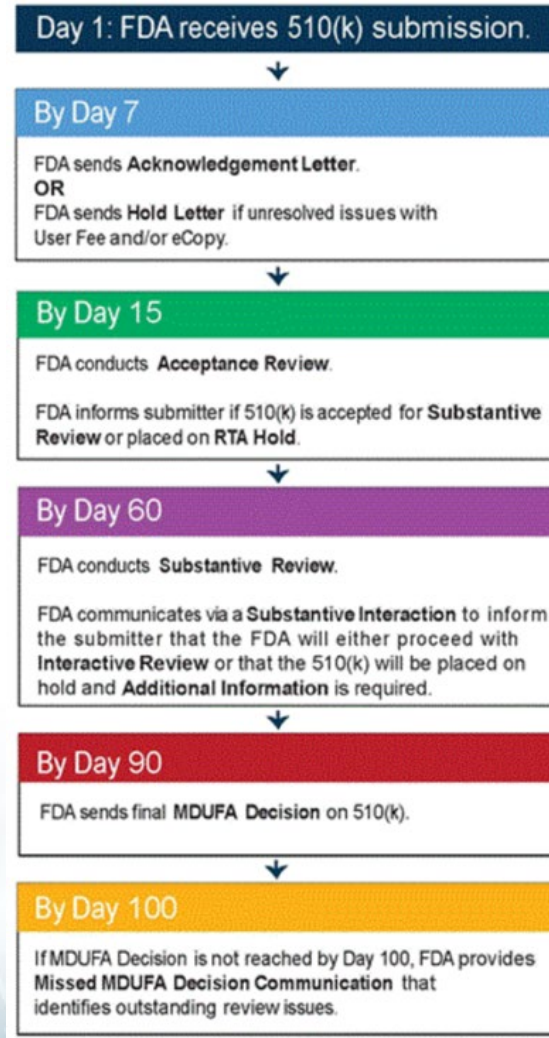 Day 1: FDA receives 510(k) submission.
By Day 7
FDA sends Acknowledgement Letter.
OR
FDA sends Hold Letter if unresolved issues with
User Fee and/or eCopy.
By Day 15
FDA conducts Acceptance Review.
FDA informs submitter if 510(k) is accepted for Substantive
Review or placed on RTA Hold.
By Day 60
FDA conducts Substantive Review.
FDA communicates via a Substantive Interaction to inform
the submitter that the FDA will either proceed with
Interactive Review or that the 510(k) will be placed on
hold and Additional Information is required.
By Day 90
FDA sends final MDUFA Decision on 510(k).
By Day 100
If MDUFA Decision is not reached by Day 100, FDA provides
Missed MDUFA Decision Communication that
identifies outstanding review issues.